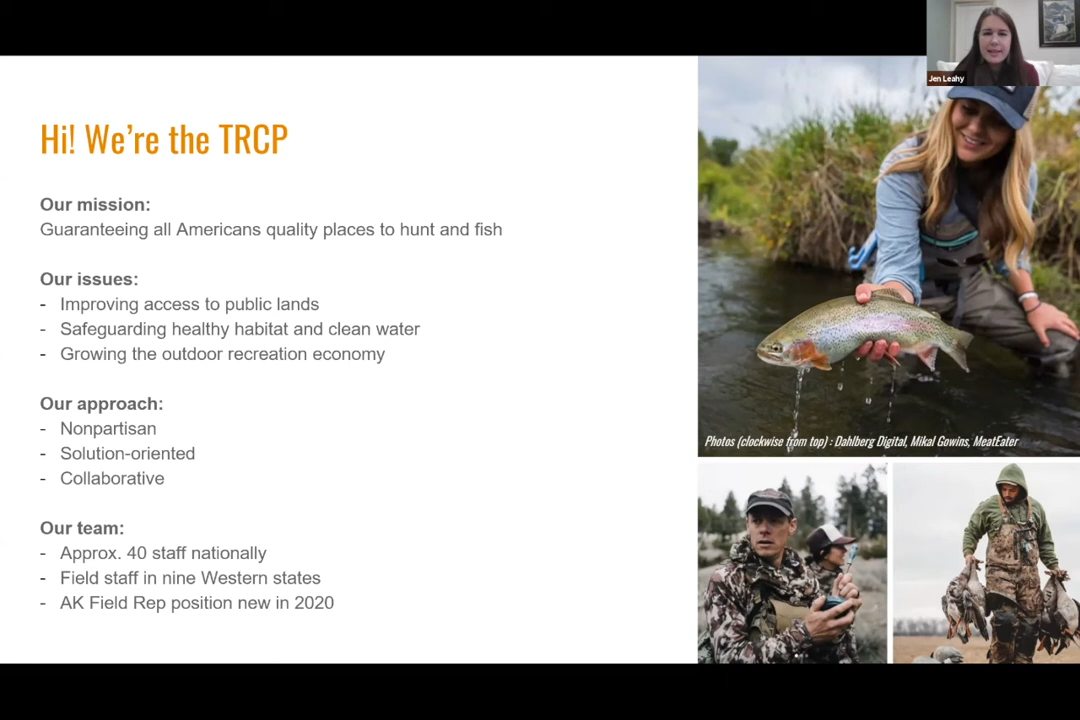 Hi! We're the TRCP
Our mission:
Guaranteeing all Americans quality places to hunt and fish
Our issues:
- Improving access to public lands
- Safeguarding healthy habitat and clean water
- Growing the outdoor recreation economy
Our approach:
- Nonpartisan
- Solution-oriented
- Collaborative
Our team:
- Approx. 40 staff nationally
- Field staff in nine Western states
- AK Field Rep position new in 2020
Jen Leahy
Photos (clockwise from top) : Dahlberg Digital, Mikal Gowins, MeatEater